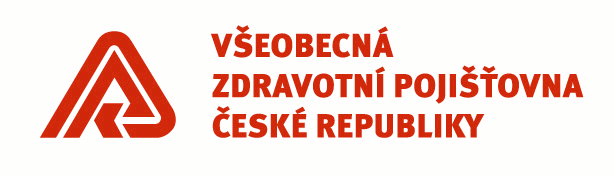 VŠEOBECNÁ
ZDRAVOTNÍ POJIŠŤOVNA
ČESKÉ REPUBLIKY